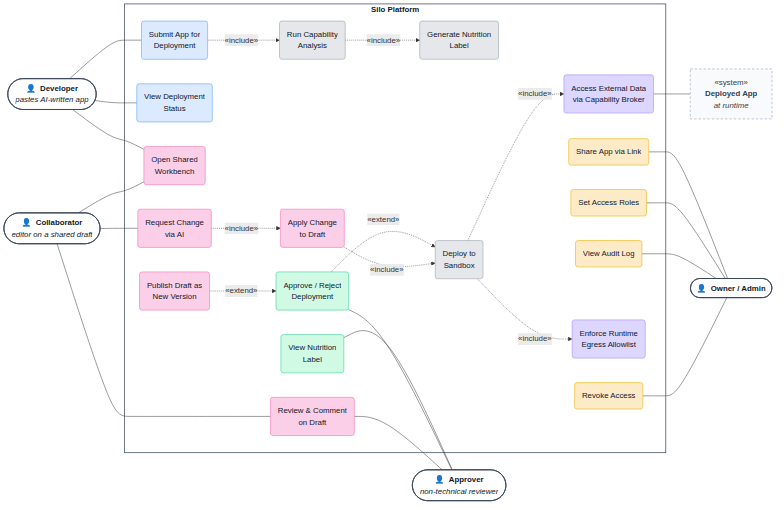 Silo Platform
Submit App for
Deployment
«include»
Run Capability
Analysis
«include»
Generate Nutrition
Label
Developer
pastes AI-written app
View Deployment
Status
«include»
Access External Data
via Capability Broker
«system»
Deployed App
at runtime
Open Shared
Workbench
Share App via Link
Set Access Roles
Collaborator
editor on a shared draft
Request Change
via AI
«include»
Apply Change
to Draft
«extend»
«include»
Deploy to
Sandbox
View Audit Log
Publish Draft as
New Version
«extend»
Approve / Reject
Deployment
Owner / Admin
View Nutrition
Label
«include»
Enforce Runtime
Egress Allowlist
Revoke Access
Review & Comment
on Draft
Approver
non-technical reviewer